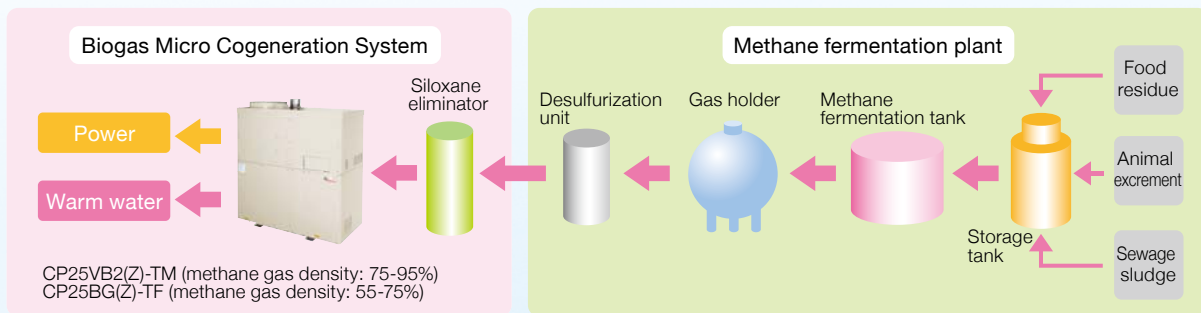 Biogas Micro Cogeneration System
Power
Warm water
Siloxane
eliminator
CP25VB2(Z)-TM (methane gas density: 75-95%)
CP25BG(Z)-TF (methane gas density: 55-75%)
Methane fermentation plant
Desulfurization
unit
Gas holder
Methane
fermentation tank
Storage
tank
Food
residue
Animal
excrement
Sewage
sludge